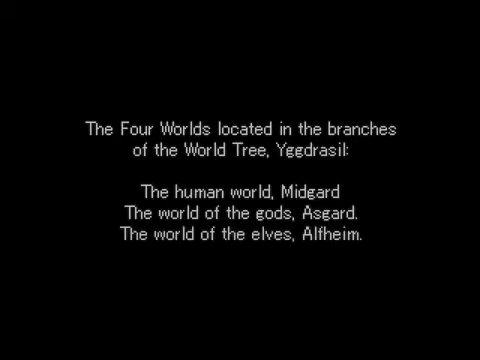 The Four Worlds located in the branches
of the World Tree, Yggdrasil:
The human world, Midgard
The world of the gods, Asgard.
The world of the elves, Alfheim.